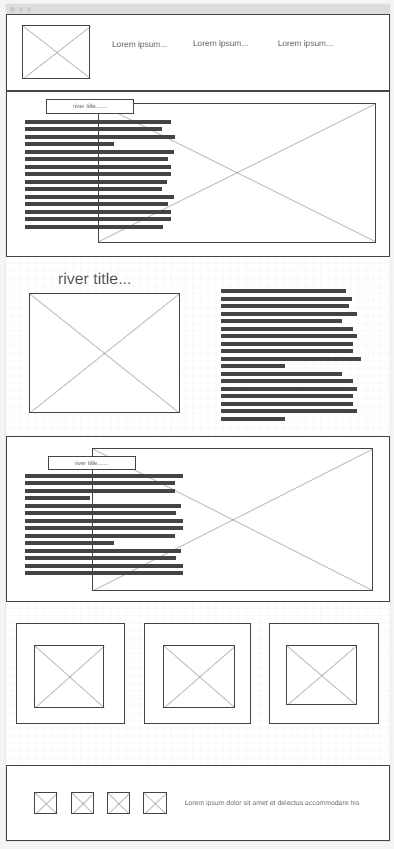 Lorem ipsum... Lorem ipsum... Lorem ipsum...
river title.......
river title...
river title.......
Lorem ipsum dolor sit amet et delectus accommodare his